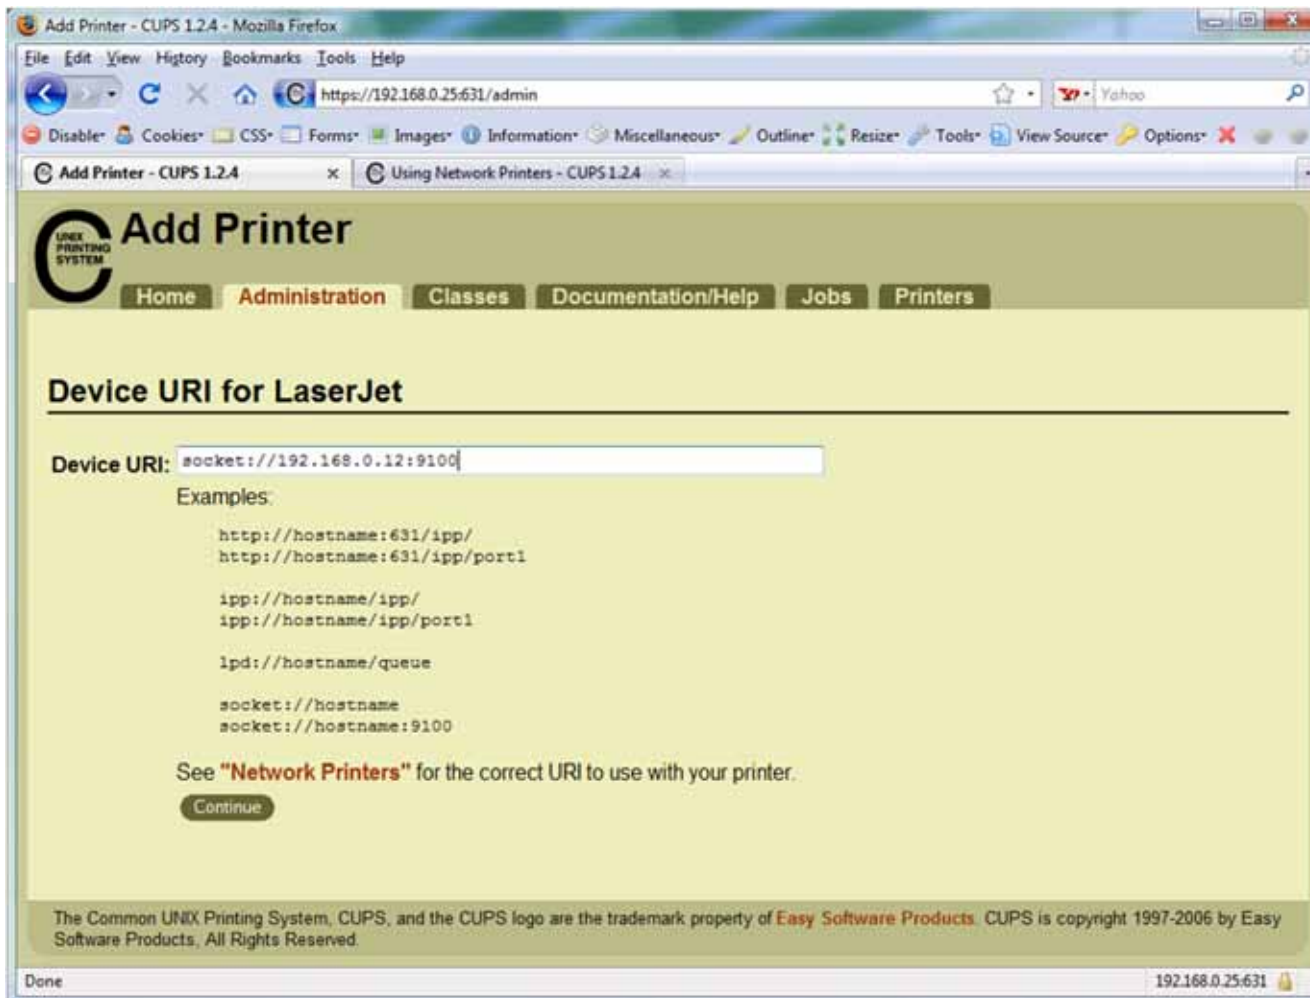 Add Printer - CUPS 1.2.4 - Mozilla Firefox
File Edit View History Bookmarks Tools Help
https://192.168.0.25:631/admin
Yahoo
Disable Cookies CSS Forms Images Information Miscellaneous Outline Resize Tools View Source Options
Add Printer - CUPS 1.2.4 Using Network Printers - CUPS 1.2.4
UNIX
PRINTING
SYSTEM
Add Printer
Home Administration Classes Documentation/Help Jobs Printers
Device URI for LaserJet
Device URI: socket://192.168.0.12:9100
Examples:
http://hostname:631/ipp/
http://hostname:631/ipp/port1
ipp://hostname/ipp/
ipp://hostname/ipp/port1
lpd://hostname/queue
socket://hostname
socket://hostname:9100
See "Network Printers" for the correct URI to use with your printer.
Continue
The Common UNIX Printing System, CUPS, and the CUPS logo are the trademark property of Easy Software Products. CUPS is copyright 1997-2006 by Easy
Software Products, All Rights Reserved.
Done 192.168.0.25:631